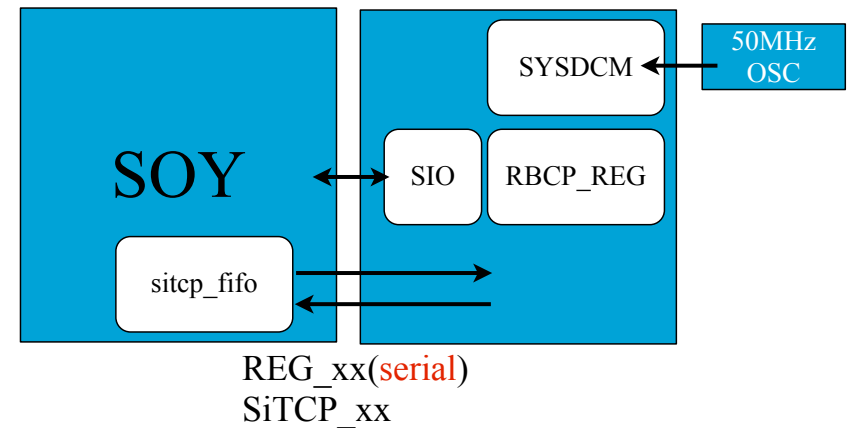 50MHz
OSC
SYSDCM
SOY
SIO
RBCP_REG
sitcp_fifo
REG_xx(serial)
SiTCP_xx